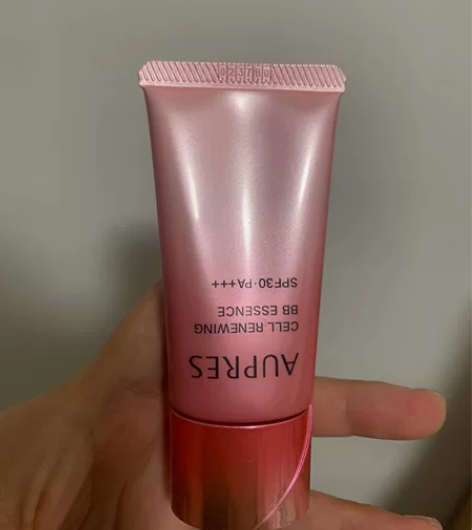 AUPRES
CELL RENEWING
BB ESSENCE
SPF30·PA+++